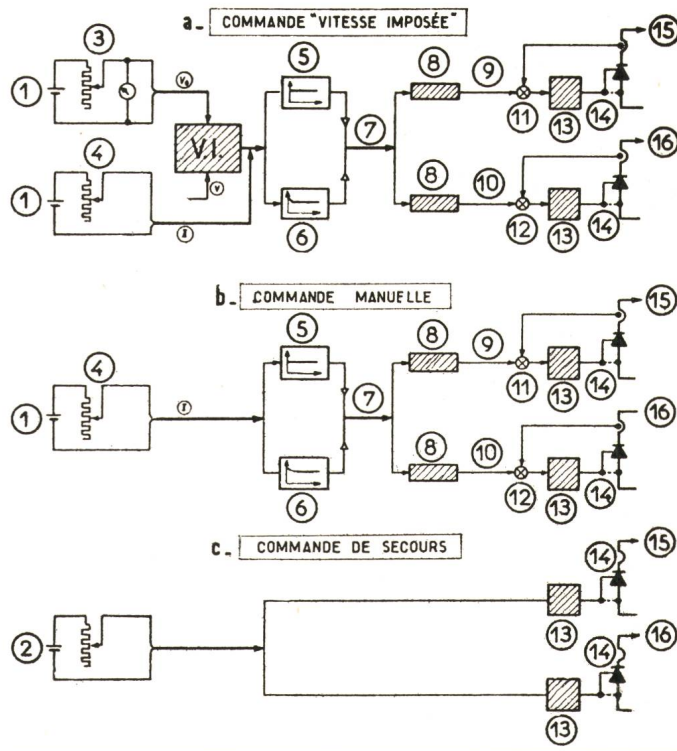 a_ COMMANDE "VITESSE IMPOSÉE"
3 5 8 9 15
1 Va 11 13 14
4 V.I. 7 16
V 8 10
1 I 6 12 13 14
b_ COMMANDE MANUELLE
4 5 8 9 15
1 I 7 11 13 14
16
8 10
6 12 13 14
c_ COMMANDE DE SECOURS
14 15
2 13
14 16
13